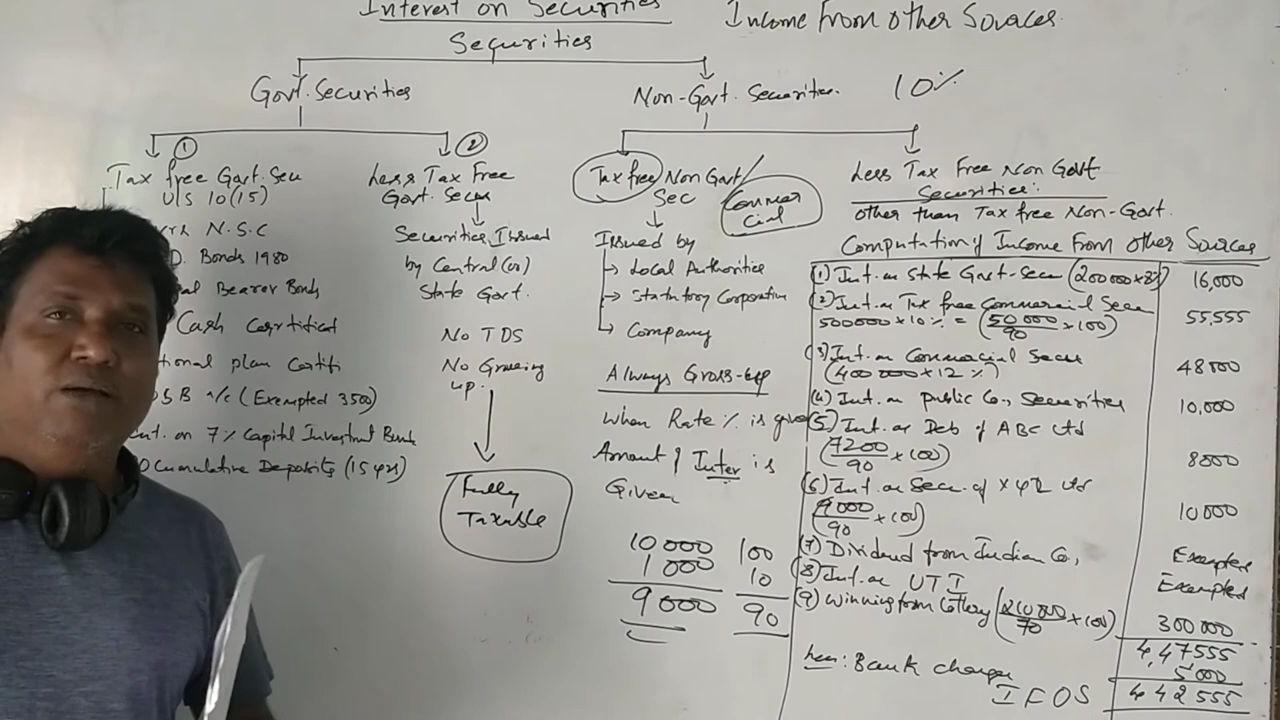 Interest on Securities
Income from Other Sources
Securities
Govt. Securities
Non-Govt. Securities. 10%
①
Tax free Govt. Sec
U/S 10(15)
N.S.C
Bonds 1980
Bearer Bonds
Cash Certificat
plan Certifi
S B a/c (Exempted 3500)
Int. on 7% Capital Investment Bonds
Cumulative Deposits (15 yrs)
②
Less Tax Free
Govt. Secus
Securities Issued
by Central (or)
State Govt.
No TDS
No Grossing
up.
Fully
Taxable
Tax free Non Govt/
Sec
Commer
cial
Issued by
Local Authorities
Statutory Corporation
Company
Always Gross-up
When Rate % is given
Amount of Inter is
Given
10000 100
1000 10
9000 90
Less Tax Free Non Govt
Securities:
Other than Tax free Non-Govt.
Computation of Income From Other Sources
(1) Int. on State Govt. Secu (200000x8%) 16,000
(2) Int. on Tax free Commercial Secu
500000 x 10% = (50000/90 x 100) 55,555
(3) Int. on Commercial Secus
(400000 x 12%) 48000
(4) Int. on public Co., Securities 10,000
(5) Int. on Deb of ABC Ltd
(7200/90 x 100) 8000
(6) Int. on Secu. of XYZ Ltd
(9000/90 x 100) 10000
(7) Dividend from Indian Co., Exempted
(8) Int. on UTI Exempted
(9) Winning from lottery (210000/70 x 100) 300000
4,47555
Less: Bank charges 5000
IFOS 4,42555